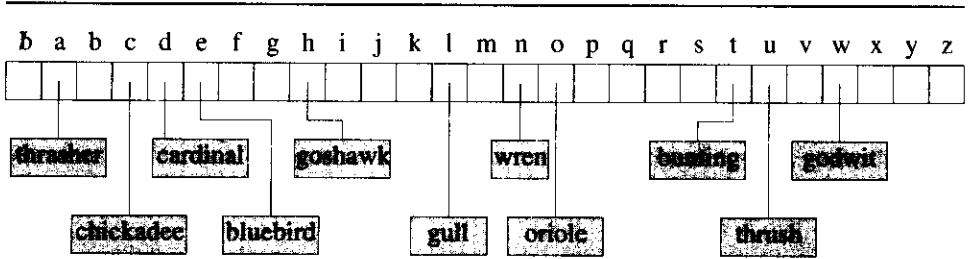 ƀ a b c d e f g h i j k l m n o p q r s t u v w x y z
thrasher cardinal goshawk wren bunting godwit
chickadee bluebird gull oriole thrush